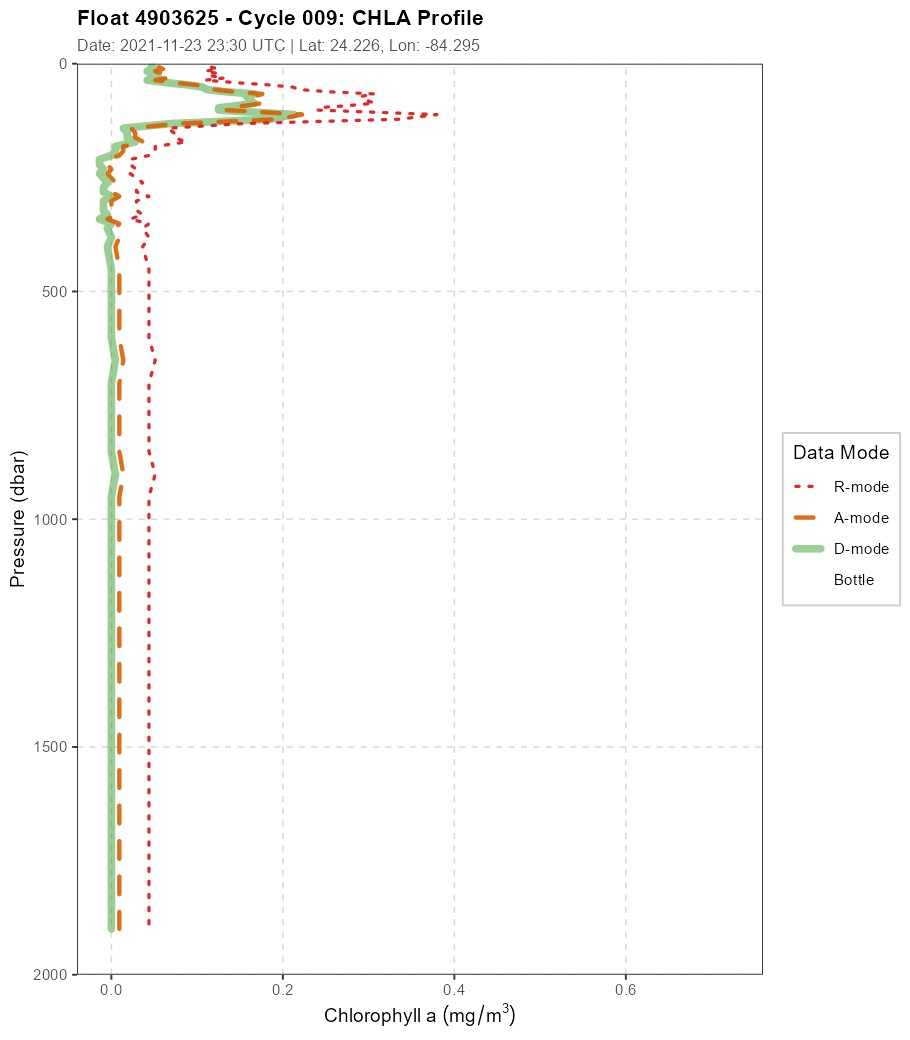 Float 4903625 - Cycle 009: CHLA Profile
Date: 2021-11-23 23:30 UTC | Lat: 24.226, Lon: -84.295
0
500
1000
1500
2000
Pressure (dbar)
0.0 0.2 0.4 0.6
Chlorophyll a (mg/m³)
Data Mode
R-mode
A-mode
D-mode
Bottle